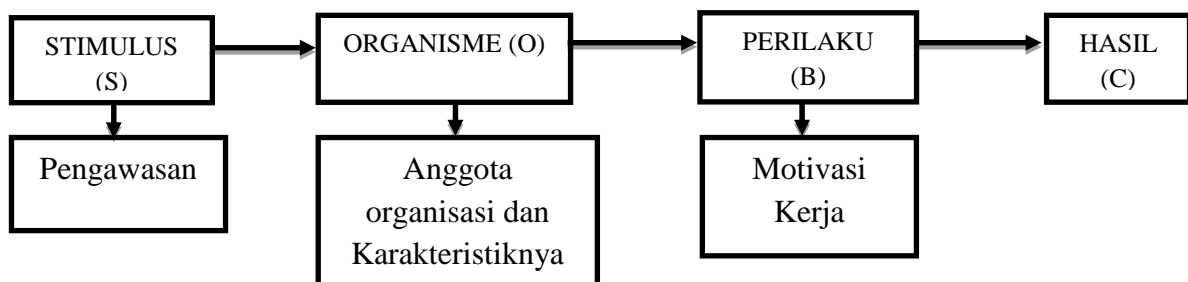 STIMULUS
(S)
ORGANISME (O)
PERILAKU
(B)
HASIL
(C)
Pengawasan
Anggota
organisasi dan
Karakteristiknya
Motivasi
Kerja